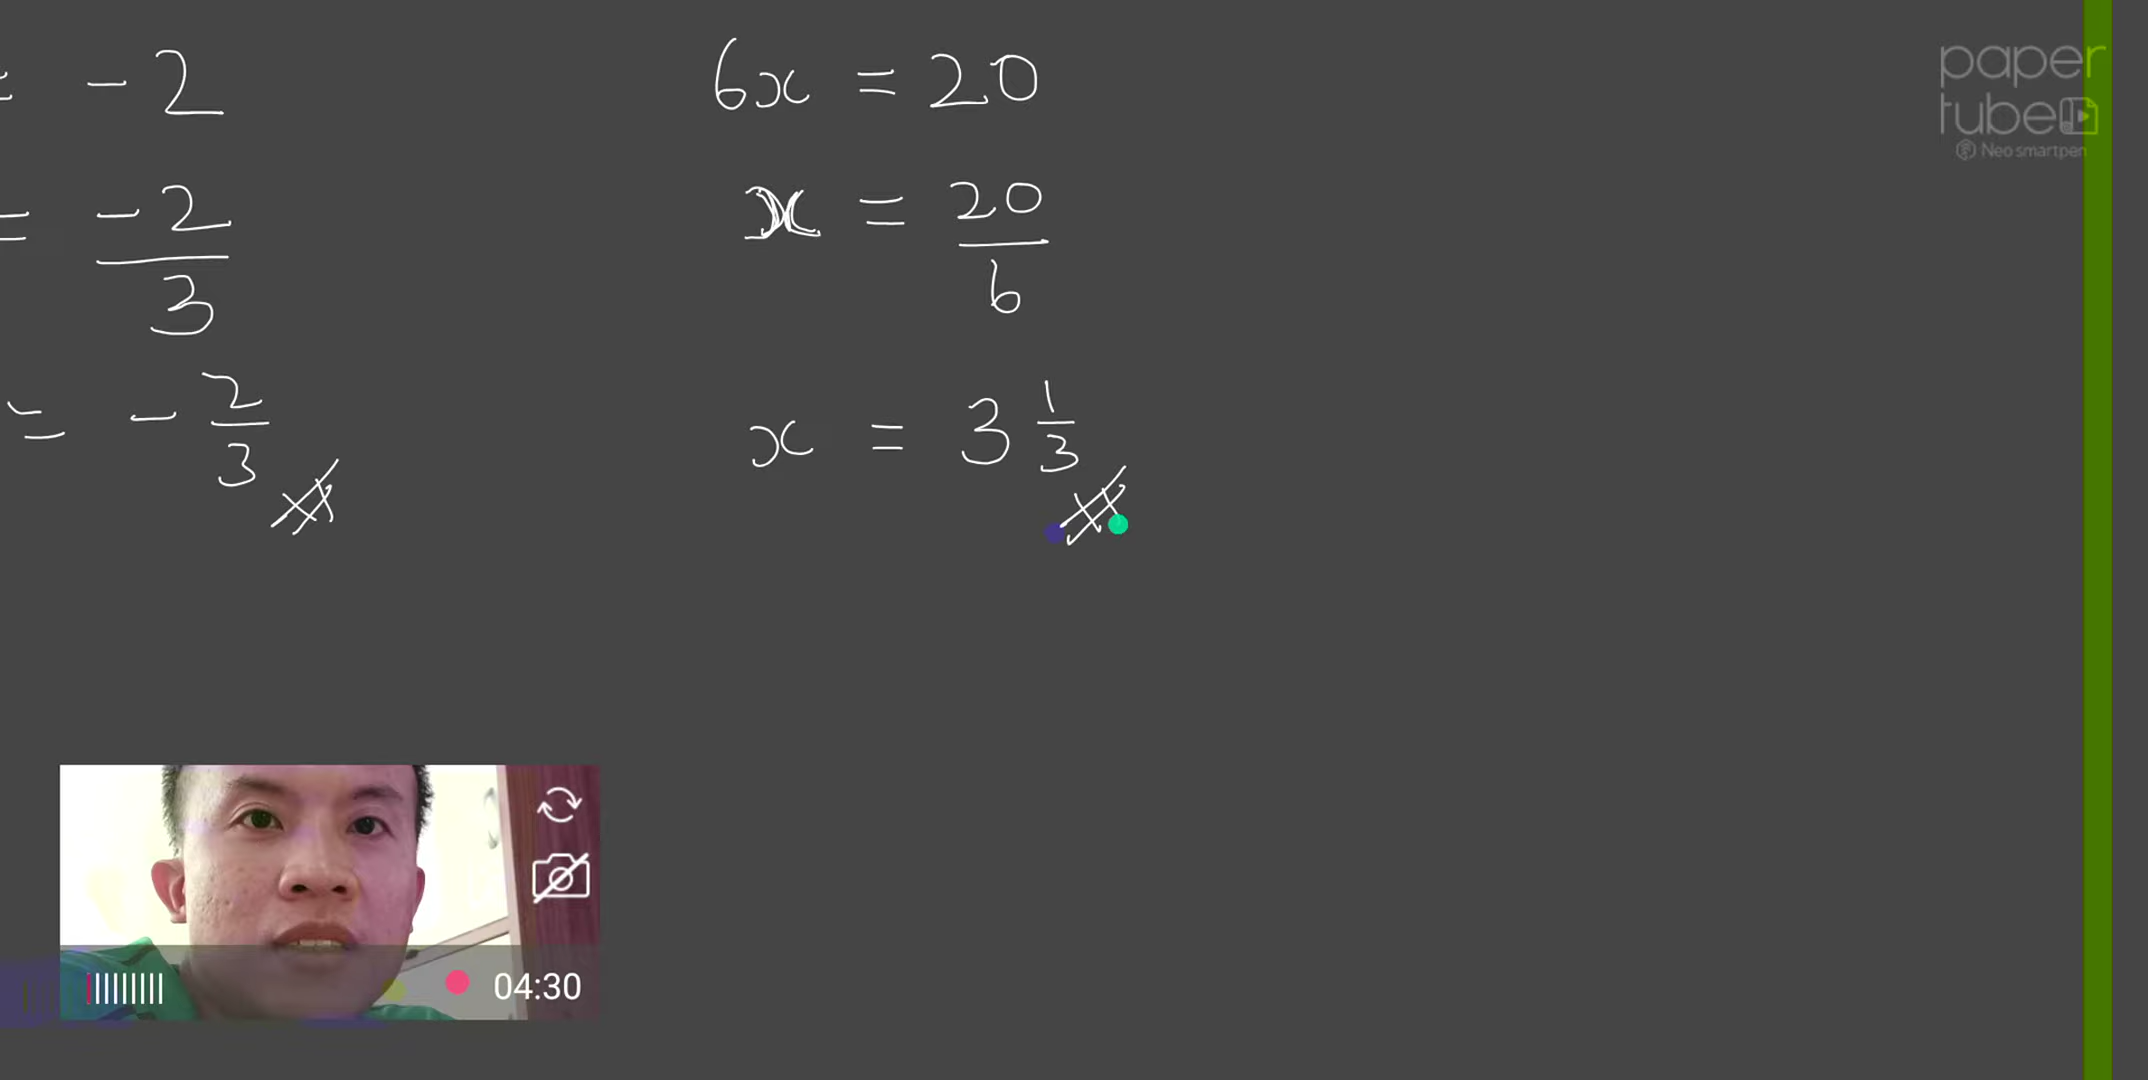 = -2
= -2/3
= - 2/3
6x = 20
x = 20/6
x = 3 1/3
paper
tube
Neo smartpen
04:30